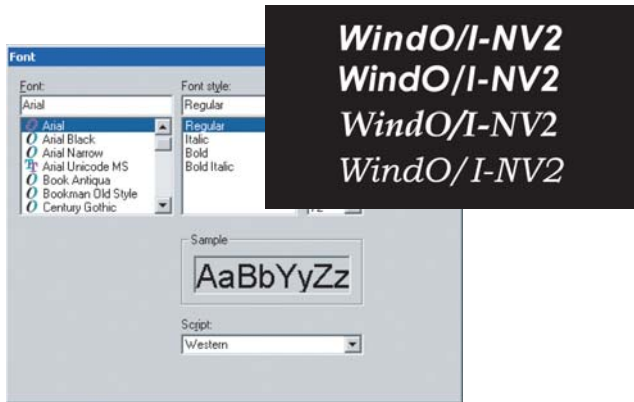 WindO/I-NV2
WindO/I-NV2
WindO/I-NV2
WindO/I-NV2
Font
Font:
Arial
Arial
Arial Black
Arial Narrow
Arial Unicode MS
Book Antiqua
Bookman Old Style
Century Gothic
Font style:
Regular
Regular
Italic
Bold
Bold Italic
Sample
AaBbYyZz
Script:
Western